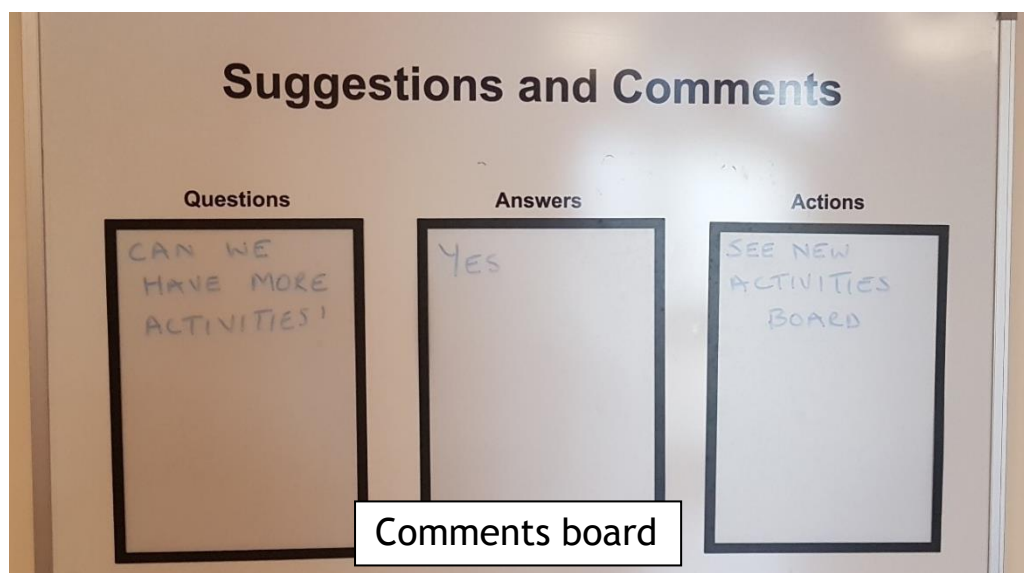 Suggestions and Comments
Questions
CAN WE
HAVE MORE
ACTIVITIES'
Answers
YES
Actions
SEE NEW
ACTIVITIES
BOARD
Comments board